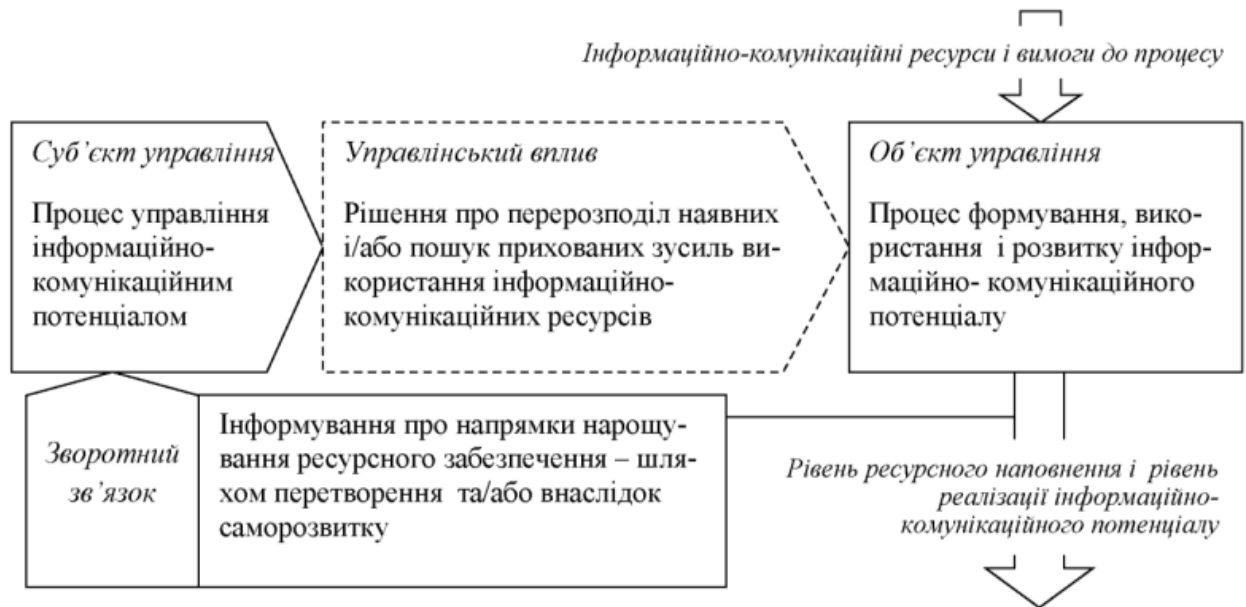 Інформаційно-комунікаційні ресурси і вимоги до процесу
Суб’єкт управління
Процес управління
інформаційно-
комунікаційним
потенціалом
Управлінський вплив
Рішення про перерозподіл наявних
і/або пошук прихованих зусиль ви-
користання інформаційно-
комунікаційних ресурсів
Об’єкт управління
Процес формування, вико-
ристання і розвитку інфор-
маційно- комунікаційного
потенціалу
Зворотний
зв’язок
Інформування про напрямки нарощу-
вання ресурсного забезпечення – шля-
хом перетворення та/або внаслідок
саморозвитку
Рівень ресурсного наповнення і рівень
реалізації інформаційно-
комунікаційного потенціалу